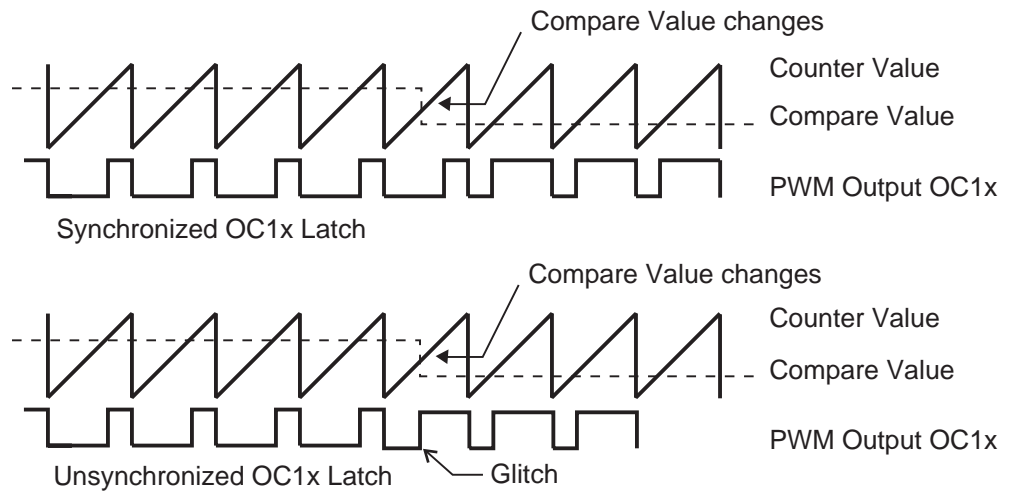 Compare Value changes
Counter Value
Compare Value
PWM Output OC1x
Synchronized OC1x Latch
Compare Value changes
Counter Value
Compare Value
PWM Output OC1x
Unsynchronized OC1x Latch
Glitch